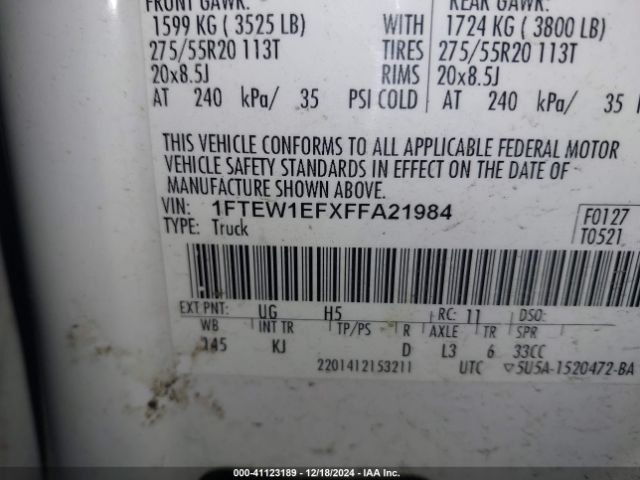 FRONT GAWR:
REAR GAWR:
1599 KG ( 3525 LB) WITH 1724 KG ( 3800 LB)
275/55R20 113T TIRES 275/55R20 113T
20x8.5J RIMS 20x8.5J
AT 240 kPa/ 35 PSI COLD AT 240 kPa/ 35
THIS VEHICLE CONFORMS TO ALL APPLICABLE FEDERAL MOTOR
VEHICLE SAFETY STANDARDS IN EFFECT ON THE DATE OF
MANUFACTURE SHOWN ABOVE.
VIN: 1FTEW1EFXFFA21984 F0127
TYPE: Truck T0521
EXT PNT: UG H5 RC: 11 DSO:
WB INT TR TP/PS R AXLE TR SPR
145 KJ D L3 6 33CC
2201412153211 UTC ▽5U5A-1520472-BA
000-41123189 - 12/18/2024 - IAA Inc.